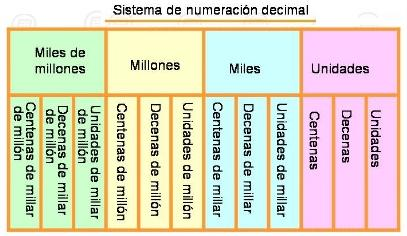 Sistema de numeración decimal
Miles de
millones
Millones
Miles
Unidades
Centenas de millar
de millón
Decenas de millar
de millón
Unidades de millar
de millón
Centenas de millón
Decenas de millón
Unidades de millón
Centenas de millar
Decenas de millar
Unidades de millar
Centenas
Decenas
Unidades